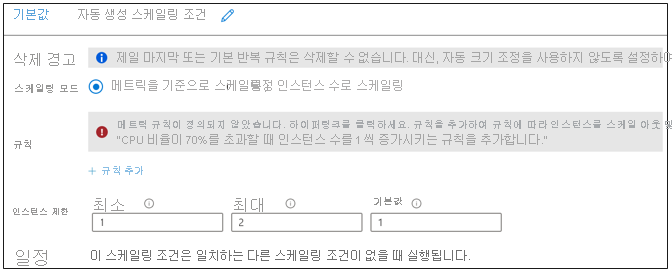 기본값 자동 생성 스케일링 조건
삭제 경고 제일 마지막 또는 기본 반복 규칙은 삭제할 수 없습니다. 대신, 자동 크기 조정을 사용하지 않도록 설정하여
스케일링 모드 메트릭을 기준으로 스케일링 인스턴스 수로 스케일링
메트릭 규칙이 정의되지 않았습니다. 하이퍼링크를 클릭하세요. 규칙을 추가하여 규칙에 따라 인스턴스를 스케일 아웃 및
규칙 "CPU 비율이 70%를 초과할 때 인스턴스 수를 1씩 증가시키는 규칙을 추가합니다."
+ 규칙 추가
최소 최대 기본값
인스턴스 제한 1 2 1
일정 이 스케일링 조건은 일치하는 다른 스케일링 조건이 없을 때 실행됩니다.